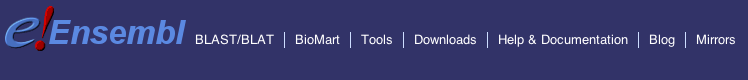 e!Ensembl BLAST/BLAT | BioMart | Tools | Downloads | Help & Documentation | Blog | Mirrors